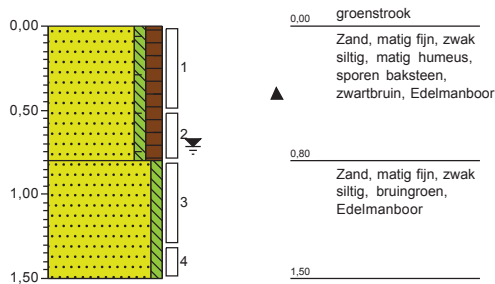 0,00
0,50
1,00
1,50
1
2
3
4
0,00
groenstrook
Zand, matig fijn, zwak
siltig, matig humeus,
sporen baksteen,
zwartbruin, Edelmanboor
0,80
Zand, matig fijn, zwak
siltig, bruingroen,
Edelmanboor
1,50